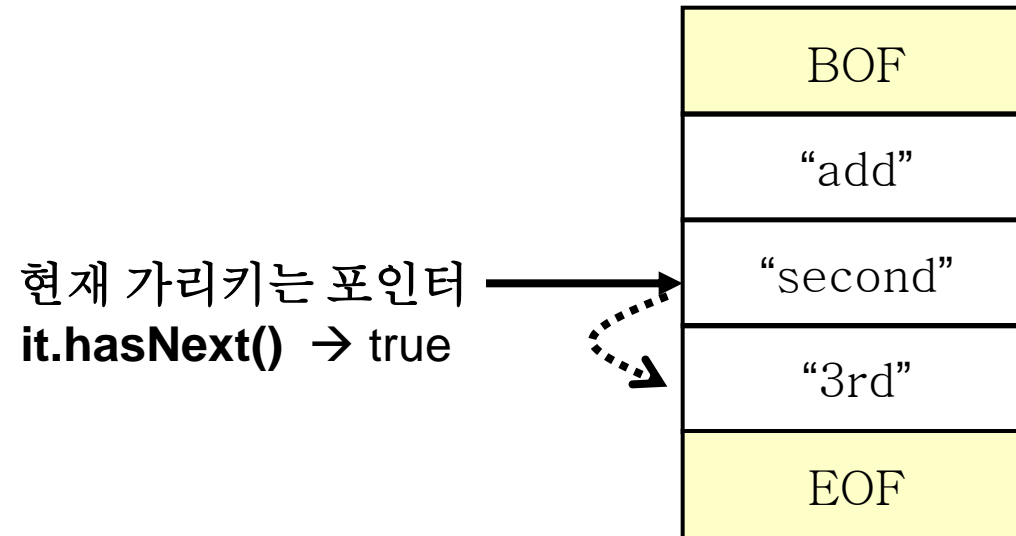 BOF
“add”
현재 가리키는 포인터
it.hasNext() → true
“second”
“3rd”
EOF